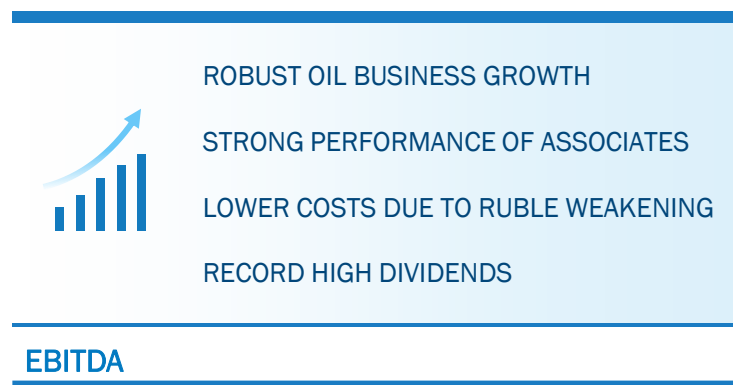 ROBUST OIL BUSINESS GROWTH
STRONG PERFORMANCE OF ASSOCIATES
LOWER COSTS DUE TO RUBLE WEAKENING
RECORD HIGH DIVIDENDS
EBITDA